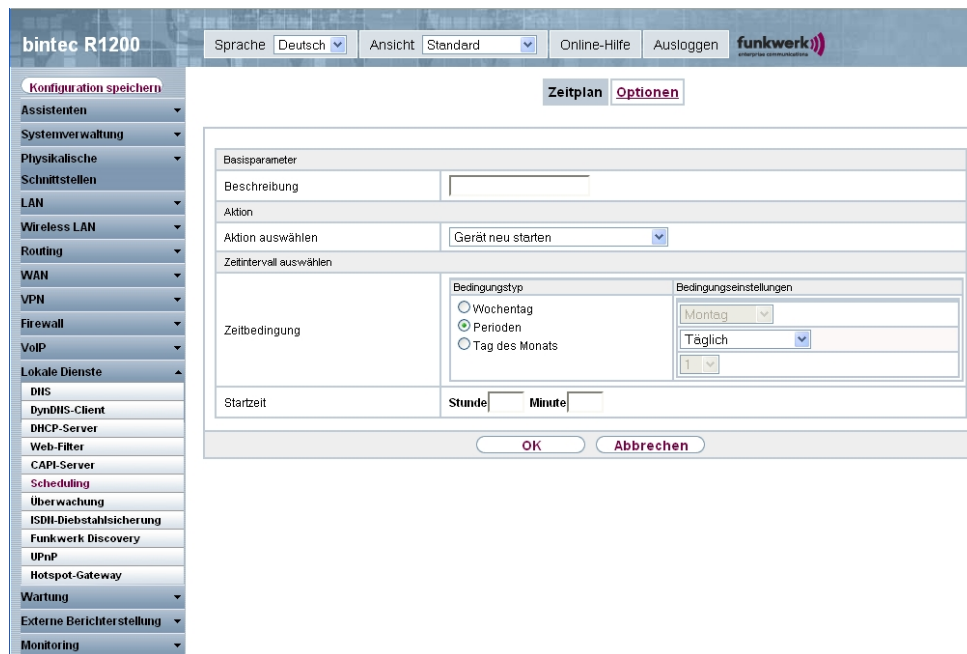 bintec R1200
Sprache Deutsch Ansicht Standard Online-Hilfe Ausloggen funkwerk
enterprise communications
Konfiguration speichern
Assistenten
Systemverwaltung
Physikalische
Schnittstellen
LAN
Wireless LAN
Routing
WAN
VPN
Firewall
VoIP
Lokale Dienste
DNS
DynDNS-Client
DHCP-Server
Web-Filter
CAPI-Server
Scheduling
Überwachung
ISDN-Diebstahlsicherung
Funkwerk Discovery
UPnP
Hotspot-Gateway
Wartung
Externe Berichterstellung
Monitoring
Zeitplan Optionen
Basisparameter
Beschreibung
Aktion
Aktion auswählen Gerät neu starten
Zeitintervall auswählen
Zeitbedingung
Bedingungstyp Bedingungseinstellungen
Wochentag Montag
Perioden Täglich
Tag des Monats 1
Startzeit Stunde Minute
OK Abbrechen